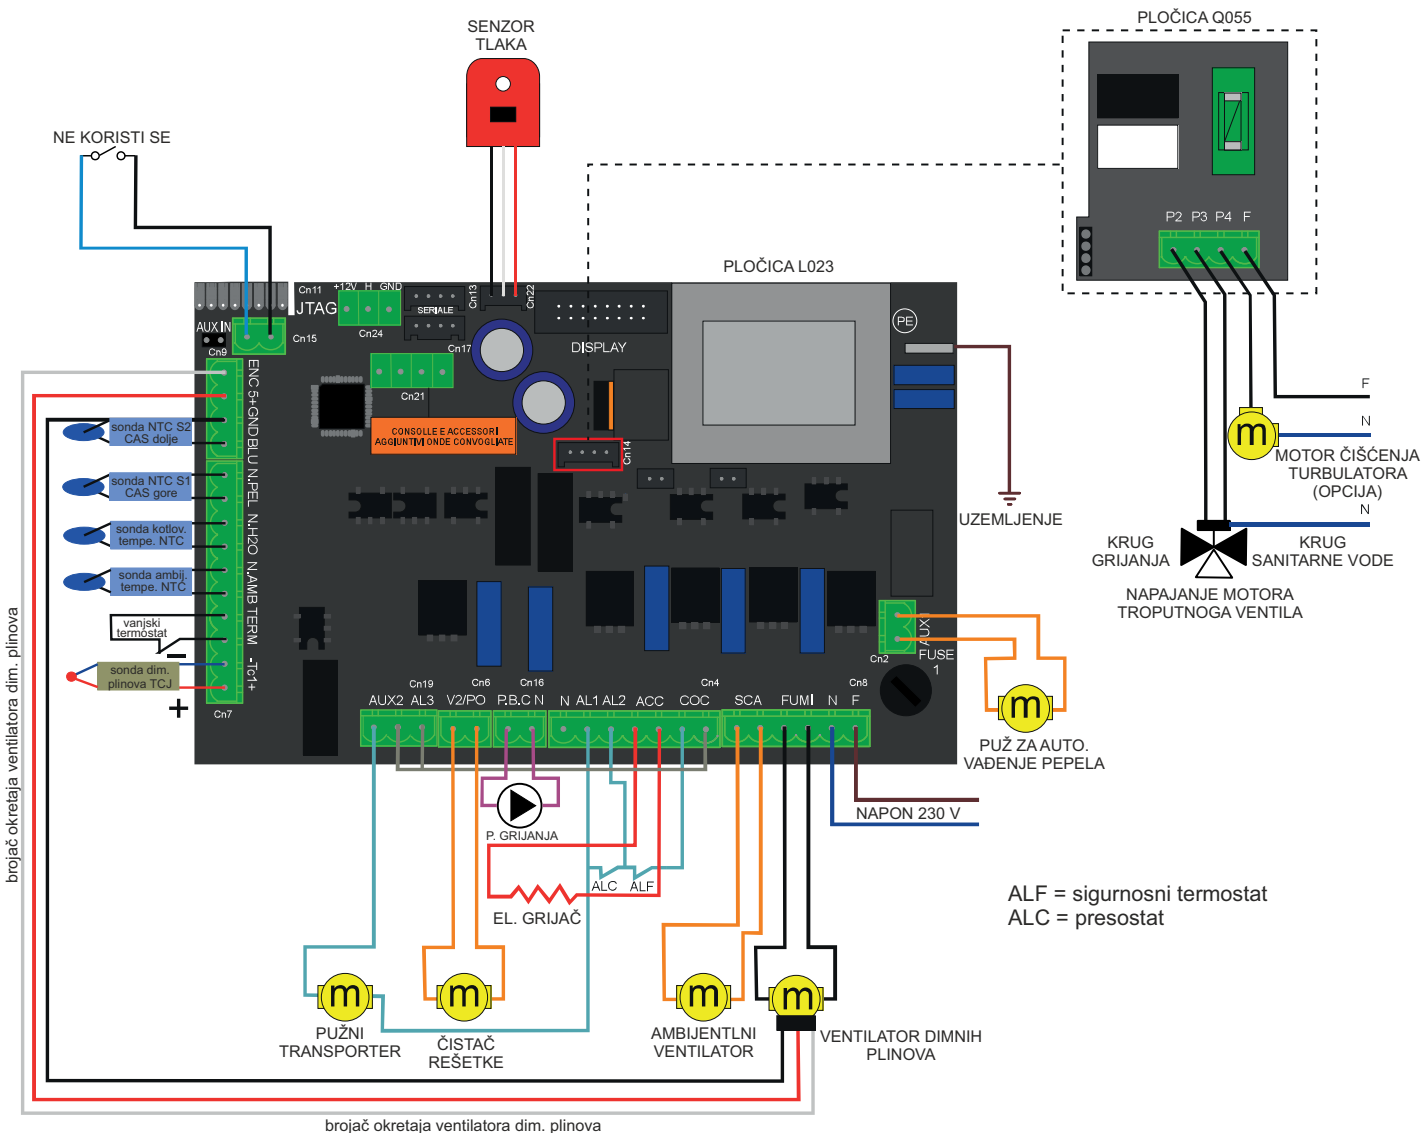 PLOČICA Q055
SENZOR
TLAKA
NE KORISTI SE
P2 P3 P4 F
PLOČICA L023
Cn11
+12V H GND
JTAG
Cn24
SERIALE
Cn13
Cn22
AUX IN
Cn15
Cn9
Cn17
DISPLAY
PE
Cn21
CONSOLLE E ACCESSORI
AGGIUNTIVI ONDE CONVOGLIATE
Cn14
ENC 5+GND BLU N.PEL N.H2O N.AMB TERM -Tc1+
F
N
MOTOR ČIŠĆENJA
TURBULATORA
(OPCIJA)
N
sonda NTC S2
CAS dolje
sonda NTC S1
CAS gore
sonda kotlov.
tempe. NTC
sonda ambij.
tempe. NTC
vanjski
termostat
sonda dim.
plinova TCJ
–
+
Cn7
UZEMLJENJE
KRUG
GRIJANJA
KRUG
SANITARNE VODE
NAPAJANJE MOTORA
TROPUTNOGA VENTILA
AUX1
Cn2
FUSE
1
Cn19 Cn6 Cn16 Cn4 Cn8
AUX2 AL3 V2/PO P.B.C N N AL1 AL2 ACC COC SCA FUMI N F
m
PUŽ ZA AUTO.
VAĐENJE PEPELA
NAPON 230 V
P. GRIJANJA
ALC ALF
EL. GRIJAČ
ALF = sigurnosni termostat
ALC = presostat
m
PUŽNI
TRANSPORTER
m
ČISTAČ
REŠETKE
m
AMBIJENTLNI
VENTILATOR
m
VENTILATOR DIMNIH
PLINOVA
m
brojač okretaja ventilatora dim. plinova
brojač okretaja ventilatora dim. plinova